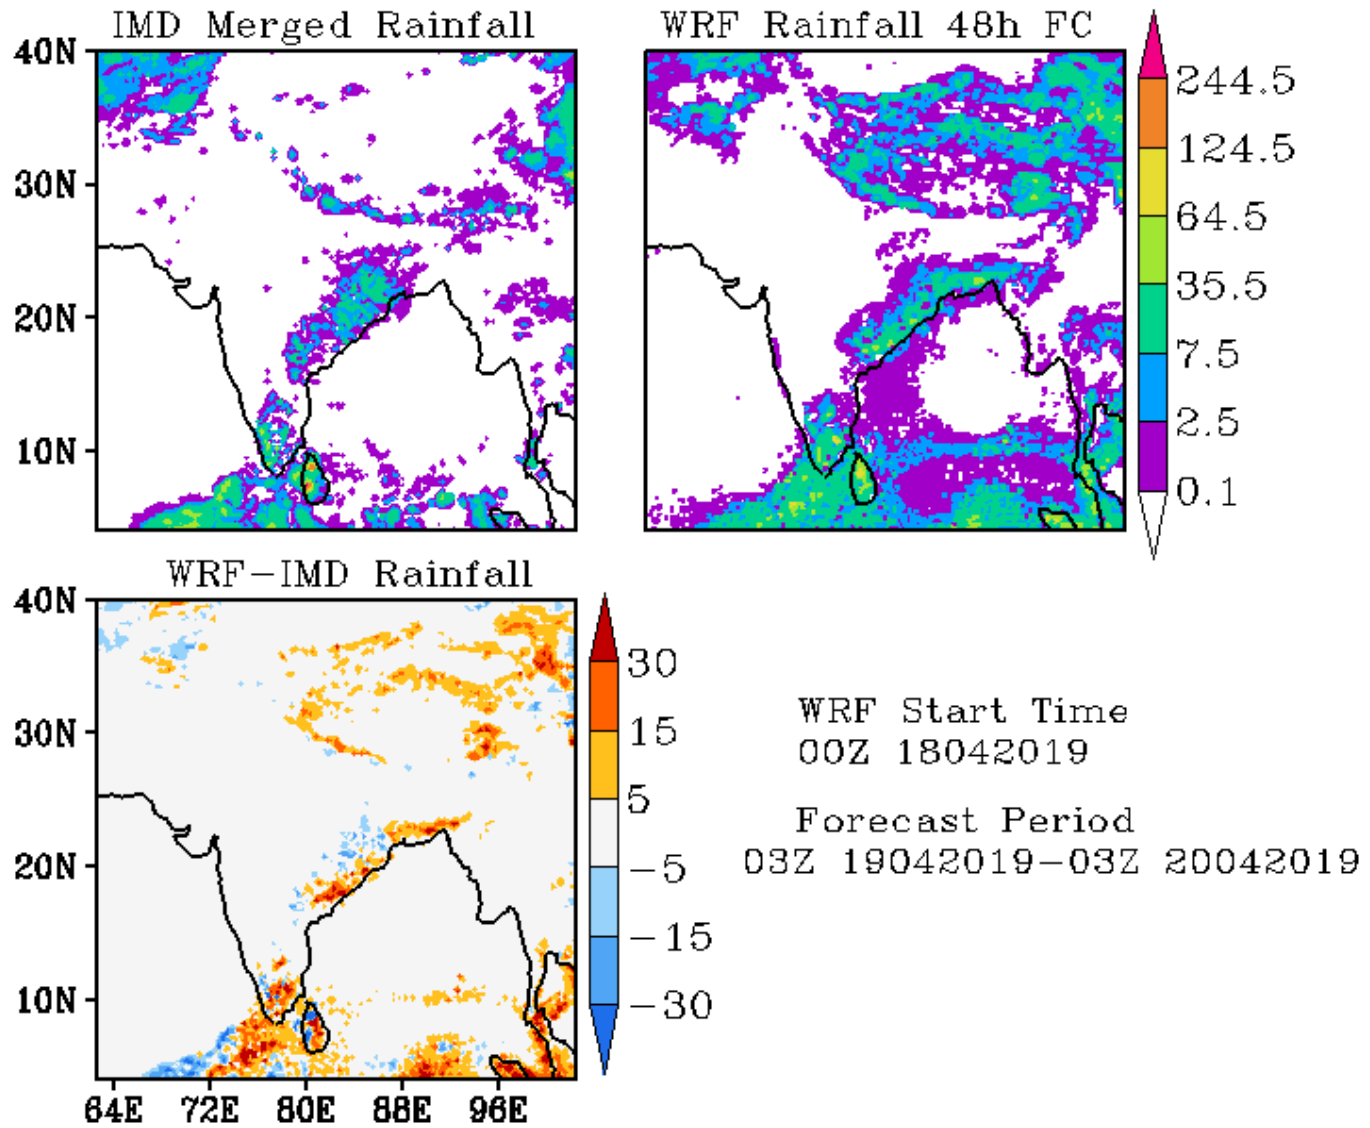 IMD Merged Rainfall
WRF Rainfall 48h FC
40N
30N
20N
10N
244.5
124.5
64.5
35.5
7.5
2.5
0.1
WRF-IMD Rainfall
40N
30N
20N
10N
64E 72E 80E 88E 96E
30
15
5
-5
-15
-30
WRF Start Time
00Z 18042019
Forecast Period
03Z 19042019-03Z 20042019